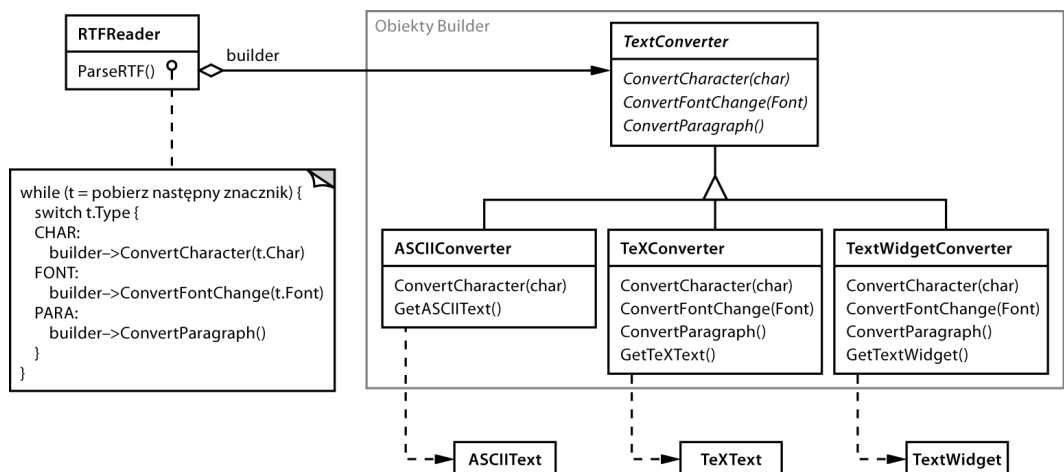 RTFReader
ParseRTF()
builder
Obiekty Builder
TextConverter
ConvertCharacter(char)
ConvertFontChange(Font)
ConvertParagraph()
while (t = pobierz następny znacznik) {
switch t.Type {
CHAR:
builder–>ConvertCharacter(t.Char)
FONT:
builder–>ConvertFontChange(t.Font)
PARA:
builder–>ConvertParagraph()
}
}
ASCIIConverter
ConvertCharacter(char)
GetASCIIText()
TeXConverter
ConvertCharacter(char)
ConvertFontChange(Font)
ConvertParagraph()
GetTeXText()
TextWidgetConverter
ConvertCharacter(char)
ConvertFontChange(Font)
ConvertParagraph()
GetTextWidget()
ASCIIText
TeXText
TextWidget